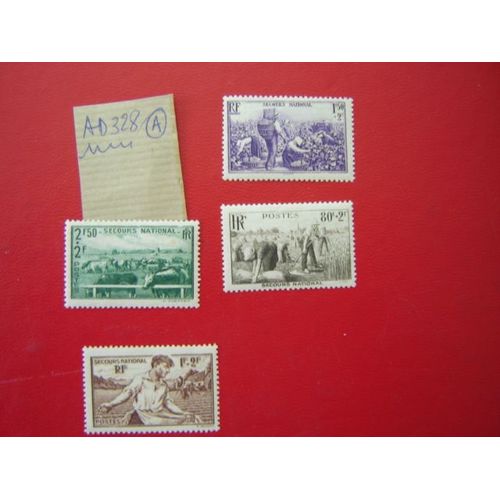 AD328 A
SECOURS NATIONAL
RF
1F50
+2F
2F50
+2F
SECOURS NATIONAL
RF
POSTES
RF
POSTES
80c+2F
SECOURS NATIONAL
SECOURS NATIONAL
RF
1F+2F
POSTES